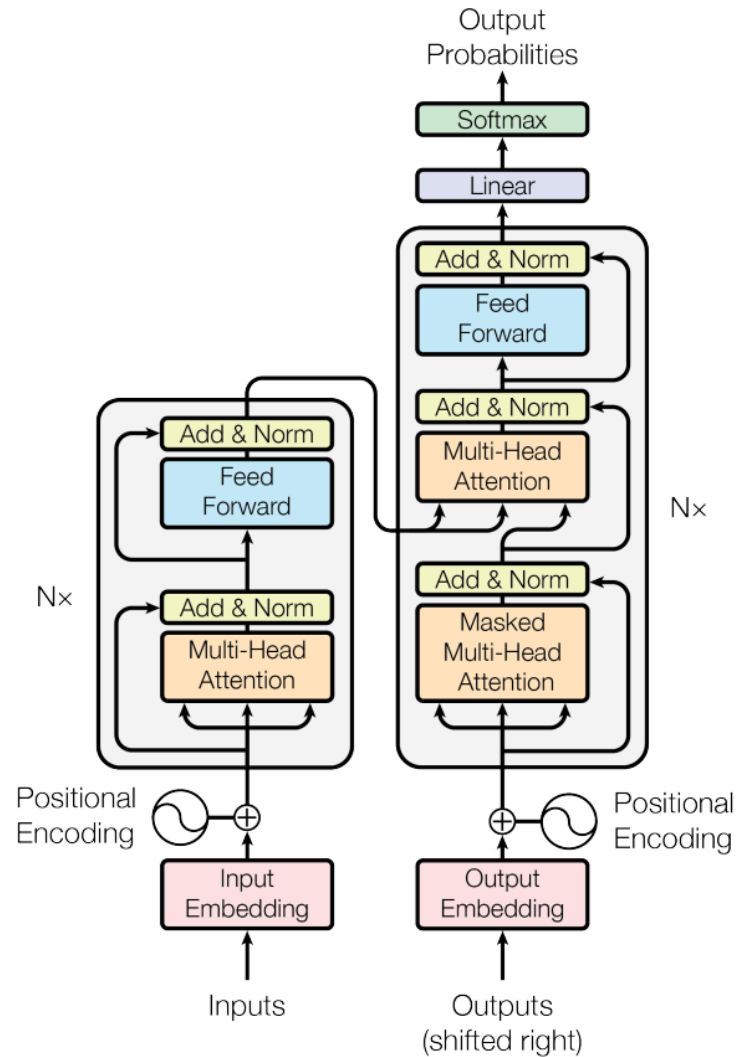 Output
Probabilities
Softmax
Linear
Add & Norm
Feed
Forward
Add & Norm
Multi-Head
Attention
Add & Norm
Masked
Multi-Head
Attention
N×
Add & Norm
Feed
Forward
Add & Norm
Multi-Head
Attention
N×
Positional
Encoding
Positional
Encoding
Input
Embedding
Output
Embedding
Inputs
Outputs
(shifted right)